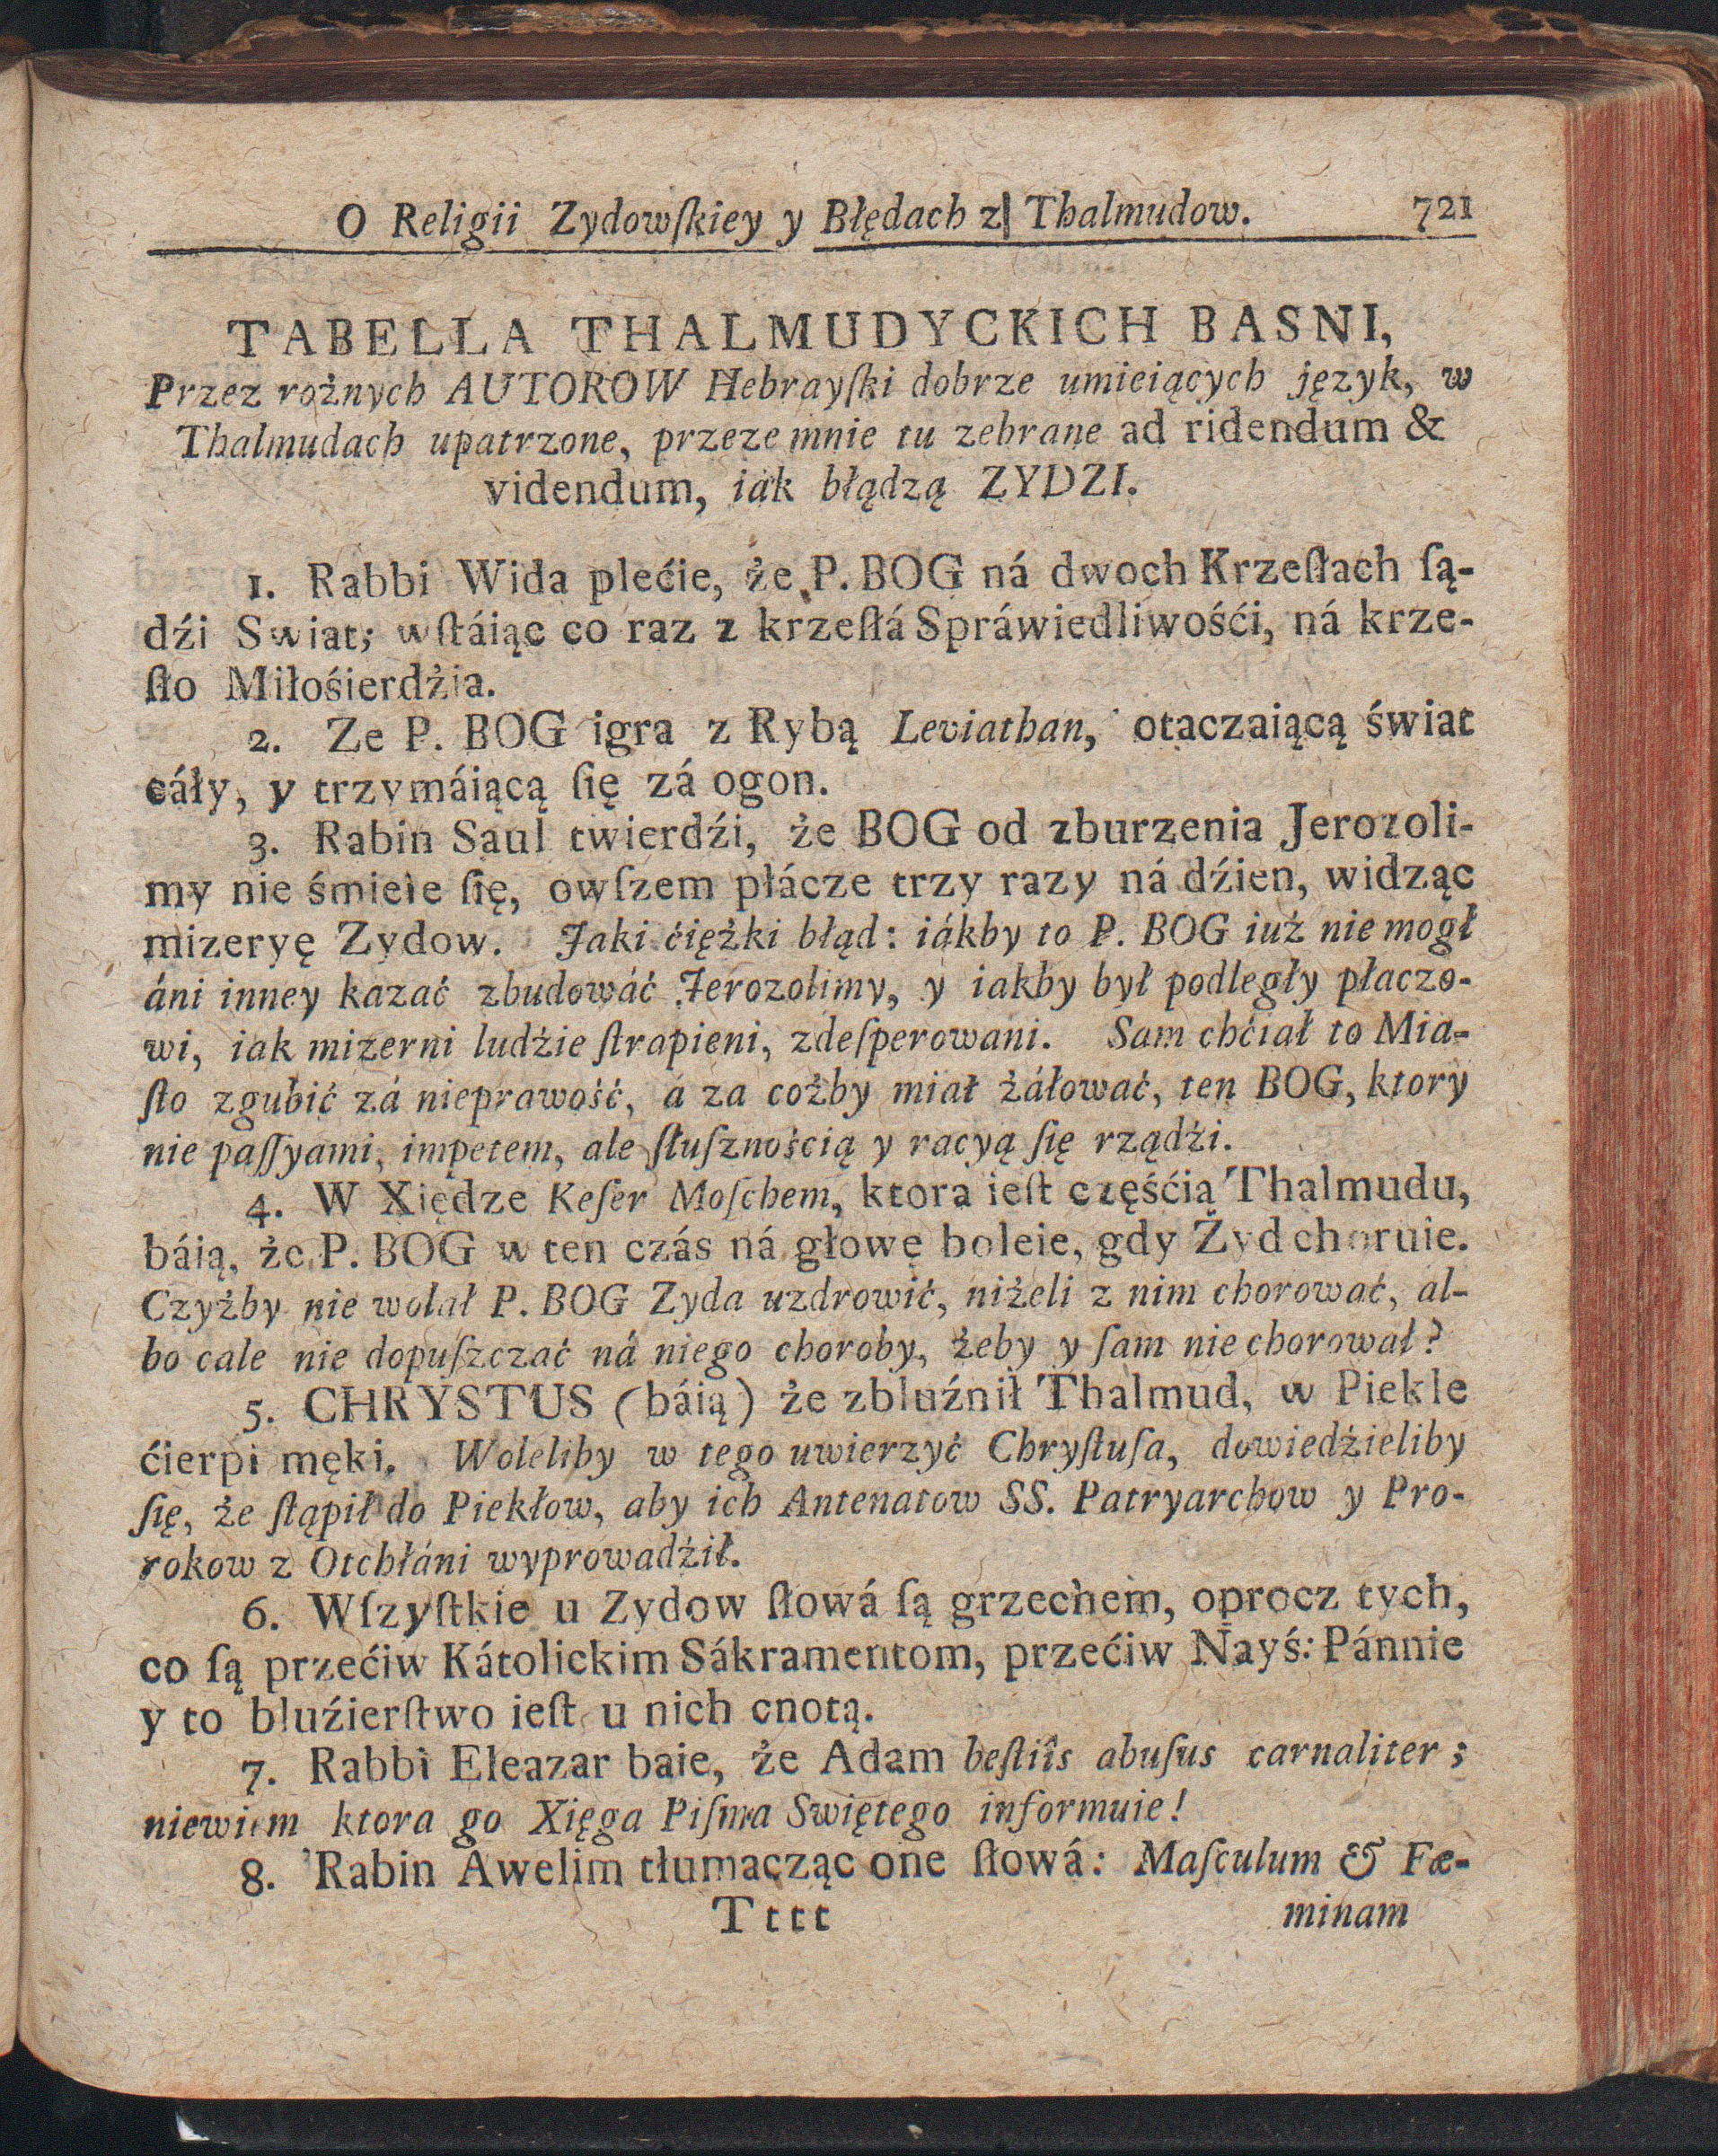 O Religii Zydowſkiey y Błędach z Thalmudow. 721
TABELLA THALMUDYCKICH BASNI,
Przez rożnych AUTOROW Hebrayſki dobrze umieiących język, w
Thalmudach upatrzone, przeze mnie tu zebrane ad ridendum &
videndum, iák błądzą ZYDZI.
1. Rabbi Wida plećie, że P. BOG ná dwoch Krzeſłach ſą-
dźi Swiat; wſtáiąc co raz z krzeſłá Spráwiedliwośći, ná krze-
ſło Miłośierdżia.
2. Ze P. BOG igra z Rybą Leviathan, otaczaiącą świat
cáły, y trzymáiącą ſię zá ogon.
3. Rabin Saul twierdźi, że BOG od zburzenia Jerozoli-
my nie śmieie ſię, owſzem płácze trzy razy ná dźien, widząc
mizeryę Zydow. Jaki ćiężki błąd: iákby to P. BOG iuż nie mogł
áni inney kazać zbudowáć Jerozolimy, y iakby był podległy płaczo-
wi, iak mizerni ludźie ſtrapieni, zdeſperowani. Sam chćiał to Mia-
ſto zgubić zá nieprawość, á za cożby miał żáłować, ten BOG, ktory
nie paſſyami, impetem, ale ſłuſznością y racyą ſię rządźi.
4. W Xiędze Keſer Moſchem, ktora ieſt częśćia Thalmudu,
báią, że P. BOG w ten czás ná głowę boleie, gdy Żyd choruie.
Czyżby nie wolał P. BOG Zyda uzdrowić, niżeli z nim chorować, al-
bo cale nie dopuſzczać ná niego choroby, żeby y ſam nie chorował?
5. CHRYSTUS (báią) że zbluźnił Thalmud, w Piekle
ćierpi męki. Woleliby w tego uwierzyć Chryſtuſa, dowiedźieliby
ſię, że ſtąpił do Piekłow, aby ich Antenatow SS. Patryarchow y Pro-
rokow z Otchłáni wyprowadźił.
6. Wſzyſtkie u Zydow ſłowá ſą grzechem, oprocz tych,
co ſą przećiw Kátolickim Sákramentom, przećiw Nayś: Pánnie
y to bluźierſtwo ieſt u nich cnotą.
7. Rabbi Eleazar baie, że Adam beſtiîs abuſus carnaliter;
niewiem ktora go Xięga Piſma Swiętego informuie!
8. Rabin Awelim tłumacząc one ſłowá: Maſculum & Fæ-
Tttt minam